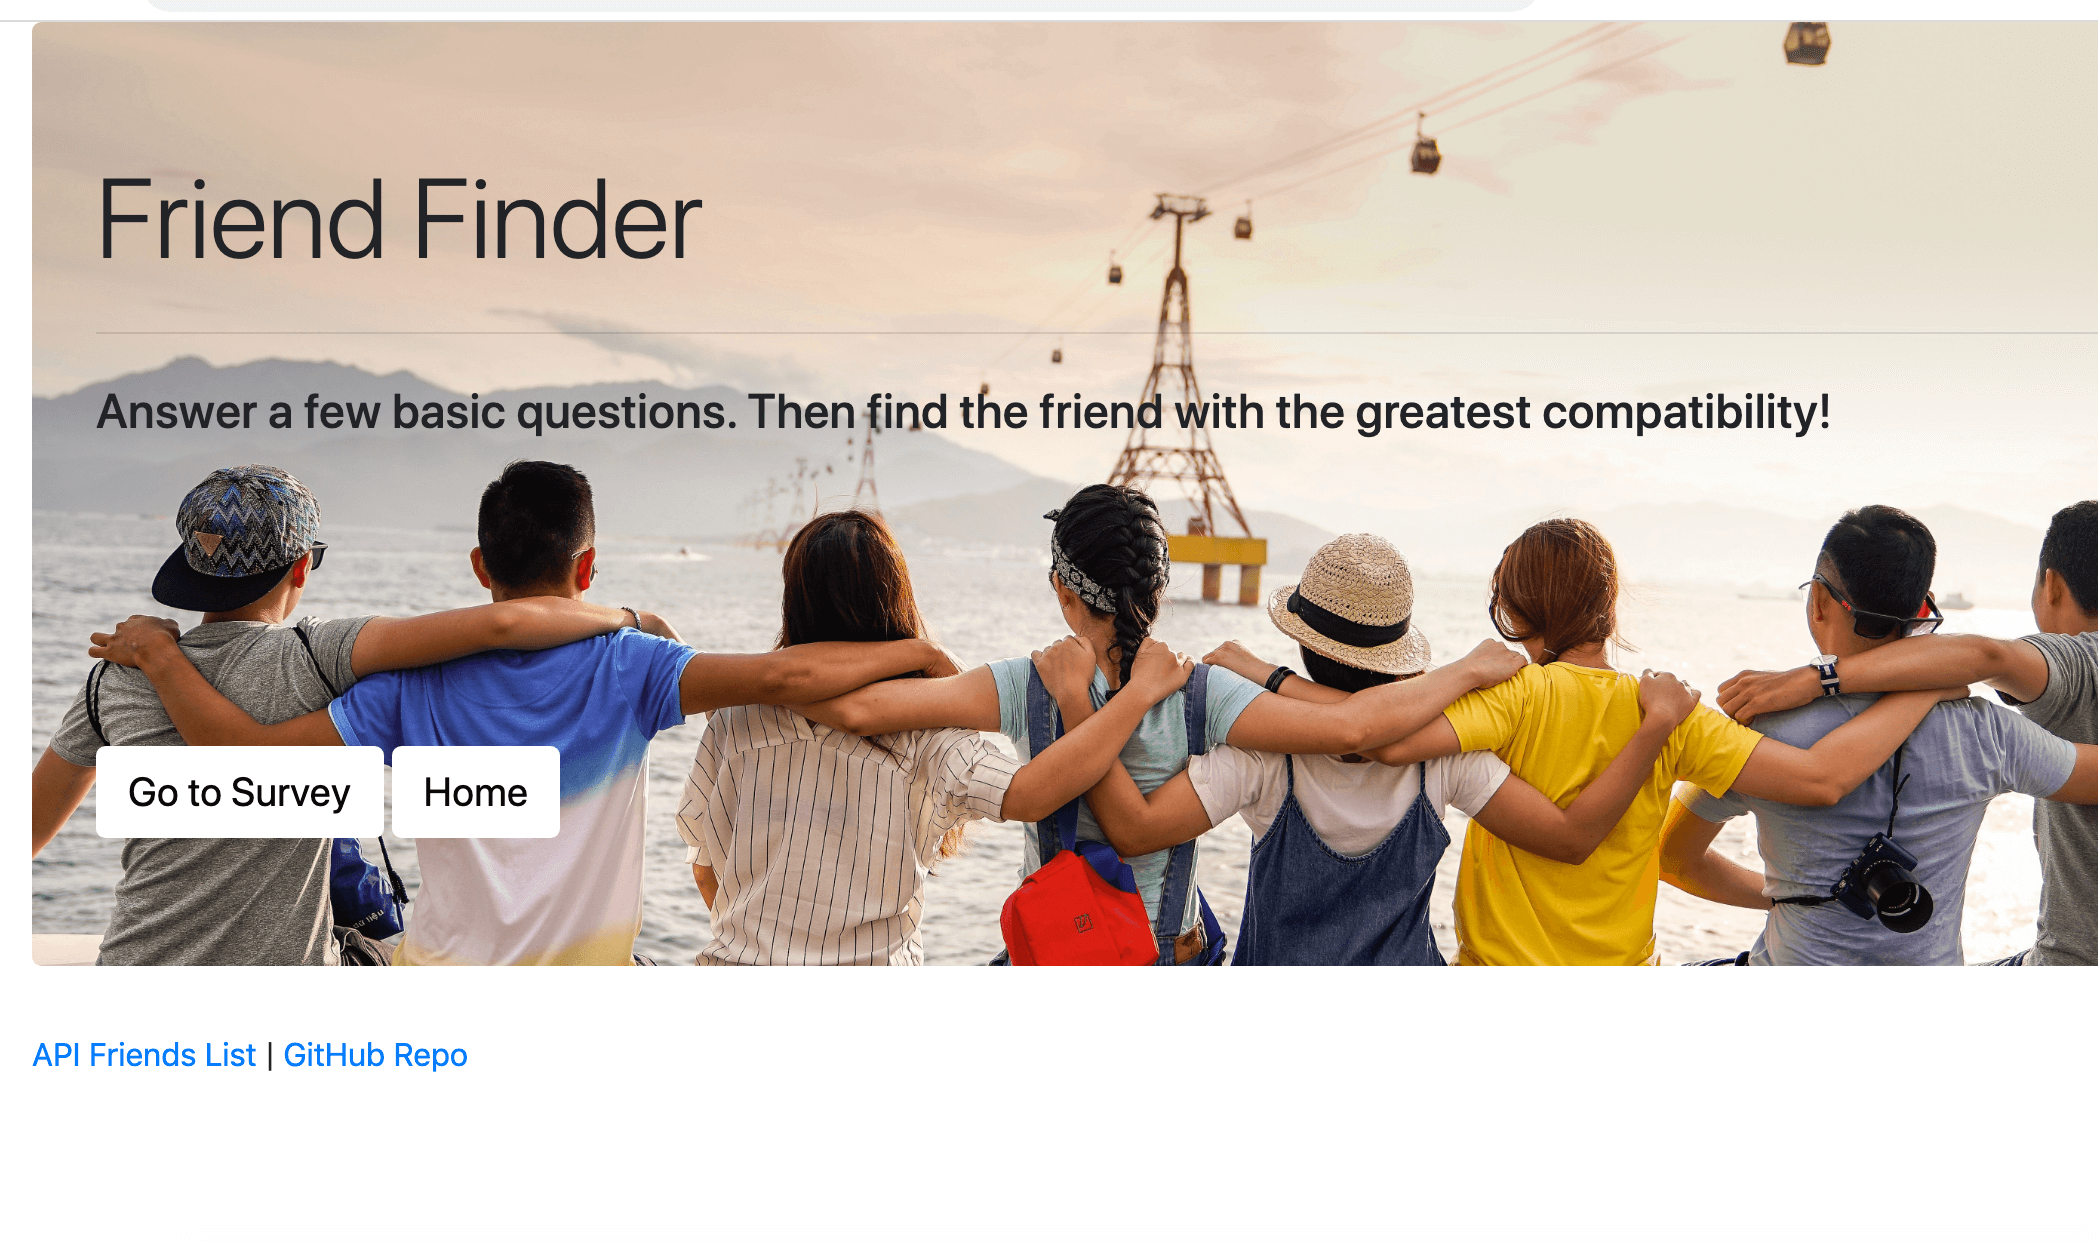 Friend Finder
Answer a few basic questions. Then find the friend with the greatest compatibility!
Go to Survey Home
API Friends List | GitHub Repo